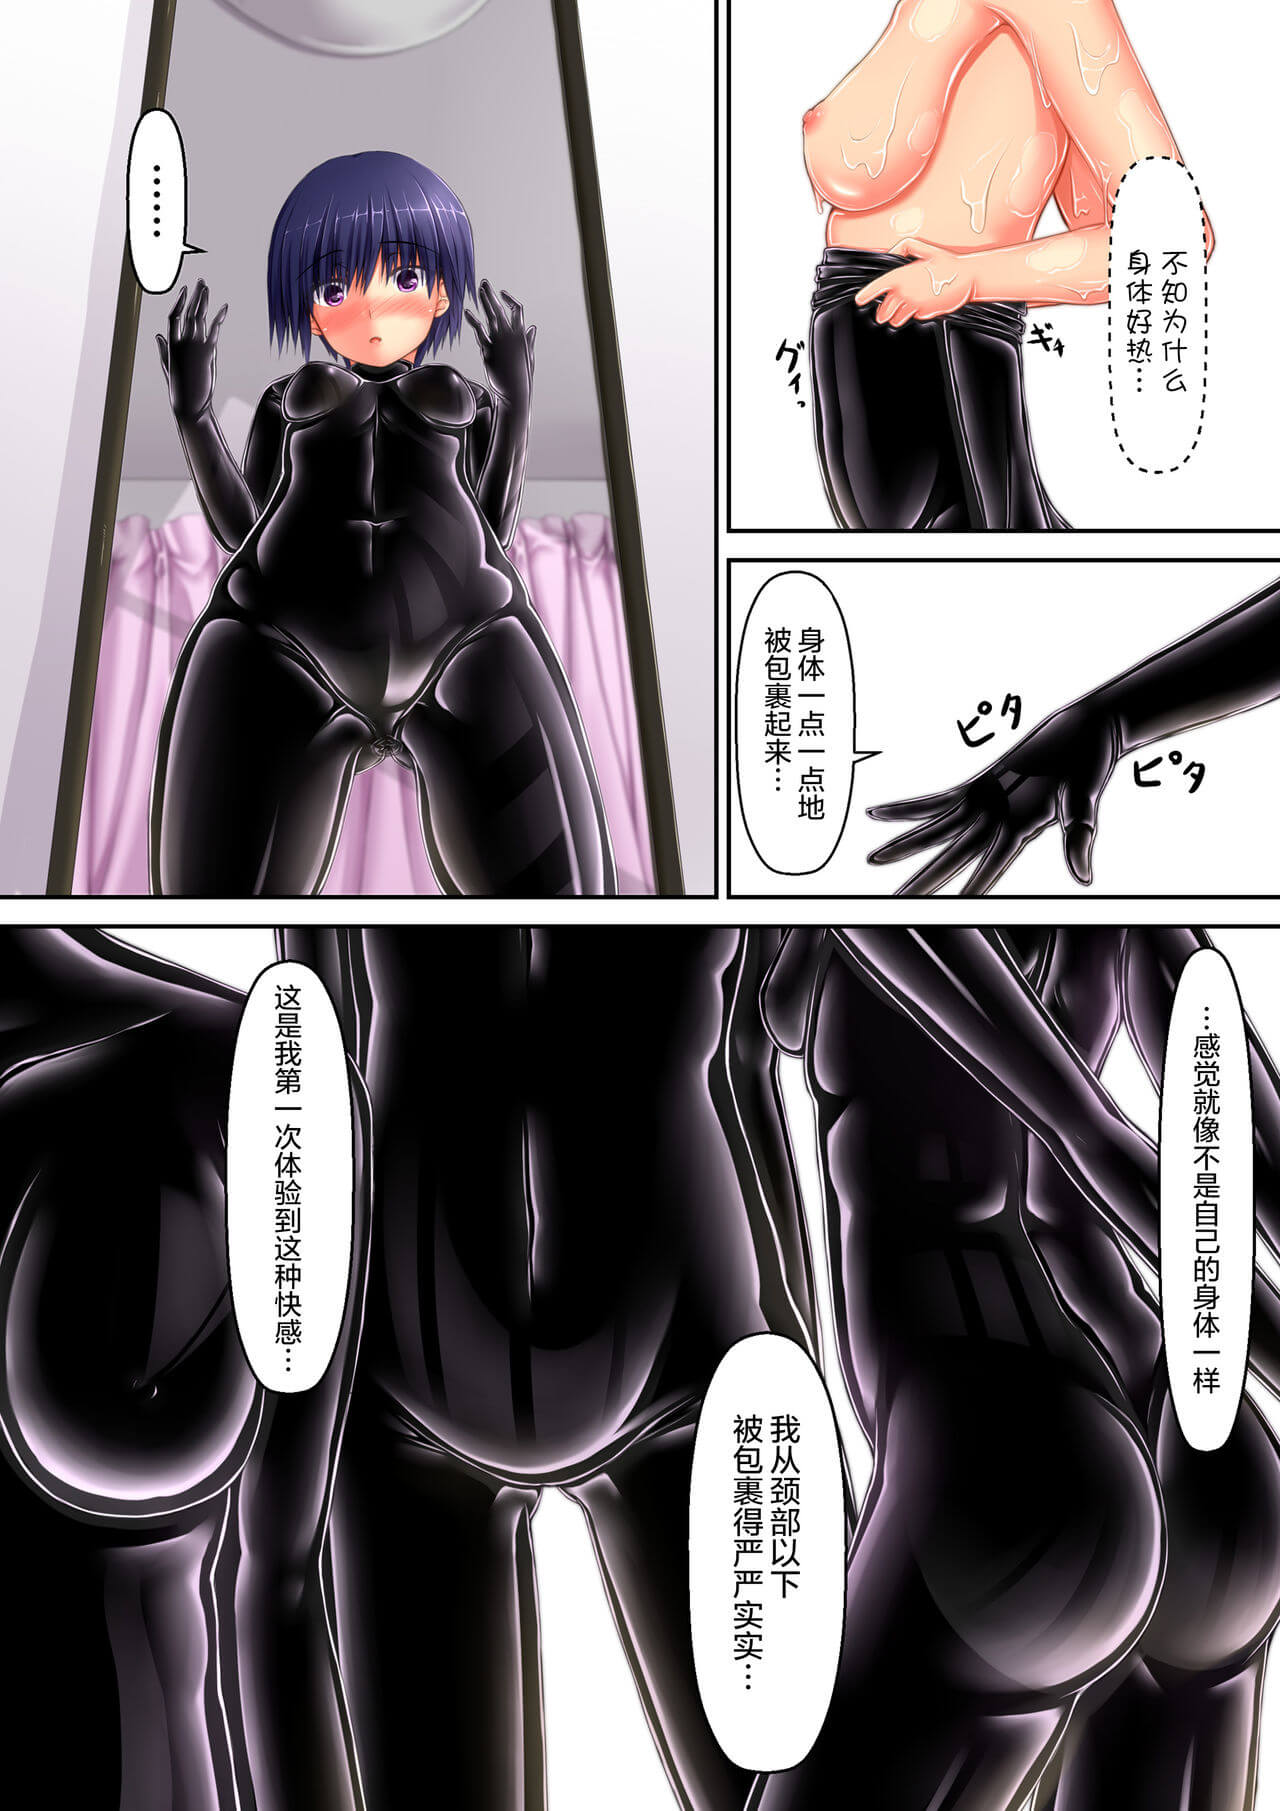 不知为什么
身体好热…
グイっ
ギチ
身体一点一点地
被包裹起来…
ピタ
ピタ
……
…感觉就像不是自己的身体一样
我从颈部以下
被包裹得严严实实…
这是我第一次体验到这种快感…